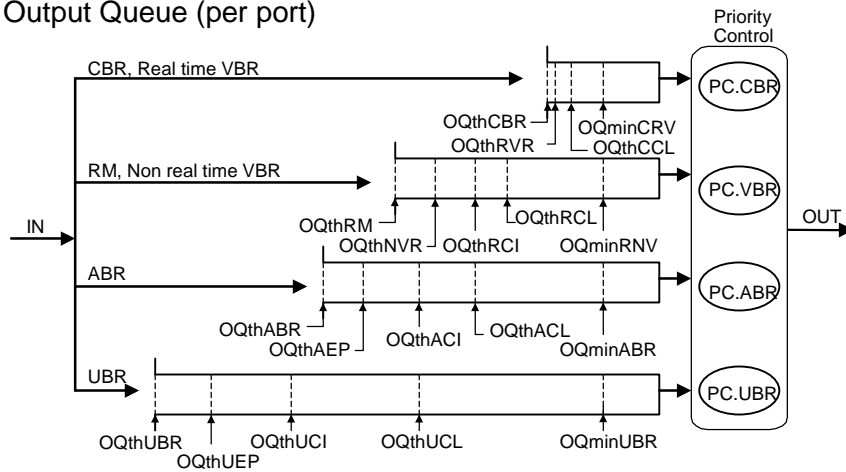 Output Queue (per port)
Priority
Control
CBR, Real time VBR
PC.CBR
OQthCBR
OQminCRV
OQthRVR
OQthCCL
RM, Non real time VBR
PC.VBR
OQthRM
OQthRCL
OUT
IN
OQthNVR
OQthRCI
OQminRNV
ABR
PC.ABR
OQthABR
OQthACI
OQthACL
OQthAEP
OQminABR
UBR
PC.UBR
OQthUBR
OQthUCI
OQthUCL
OQminUBR
OQthUEP